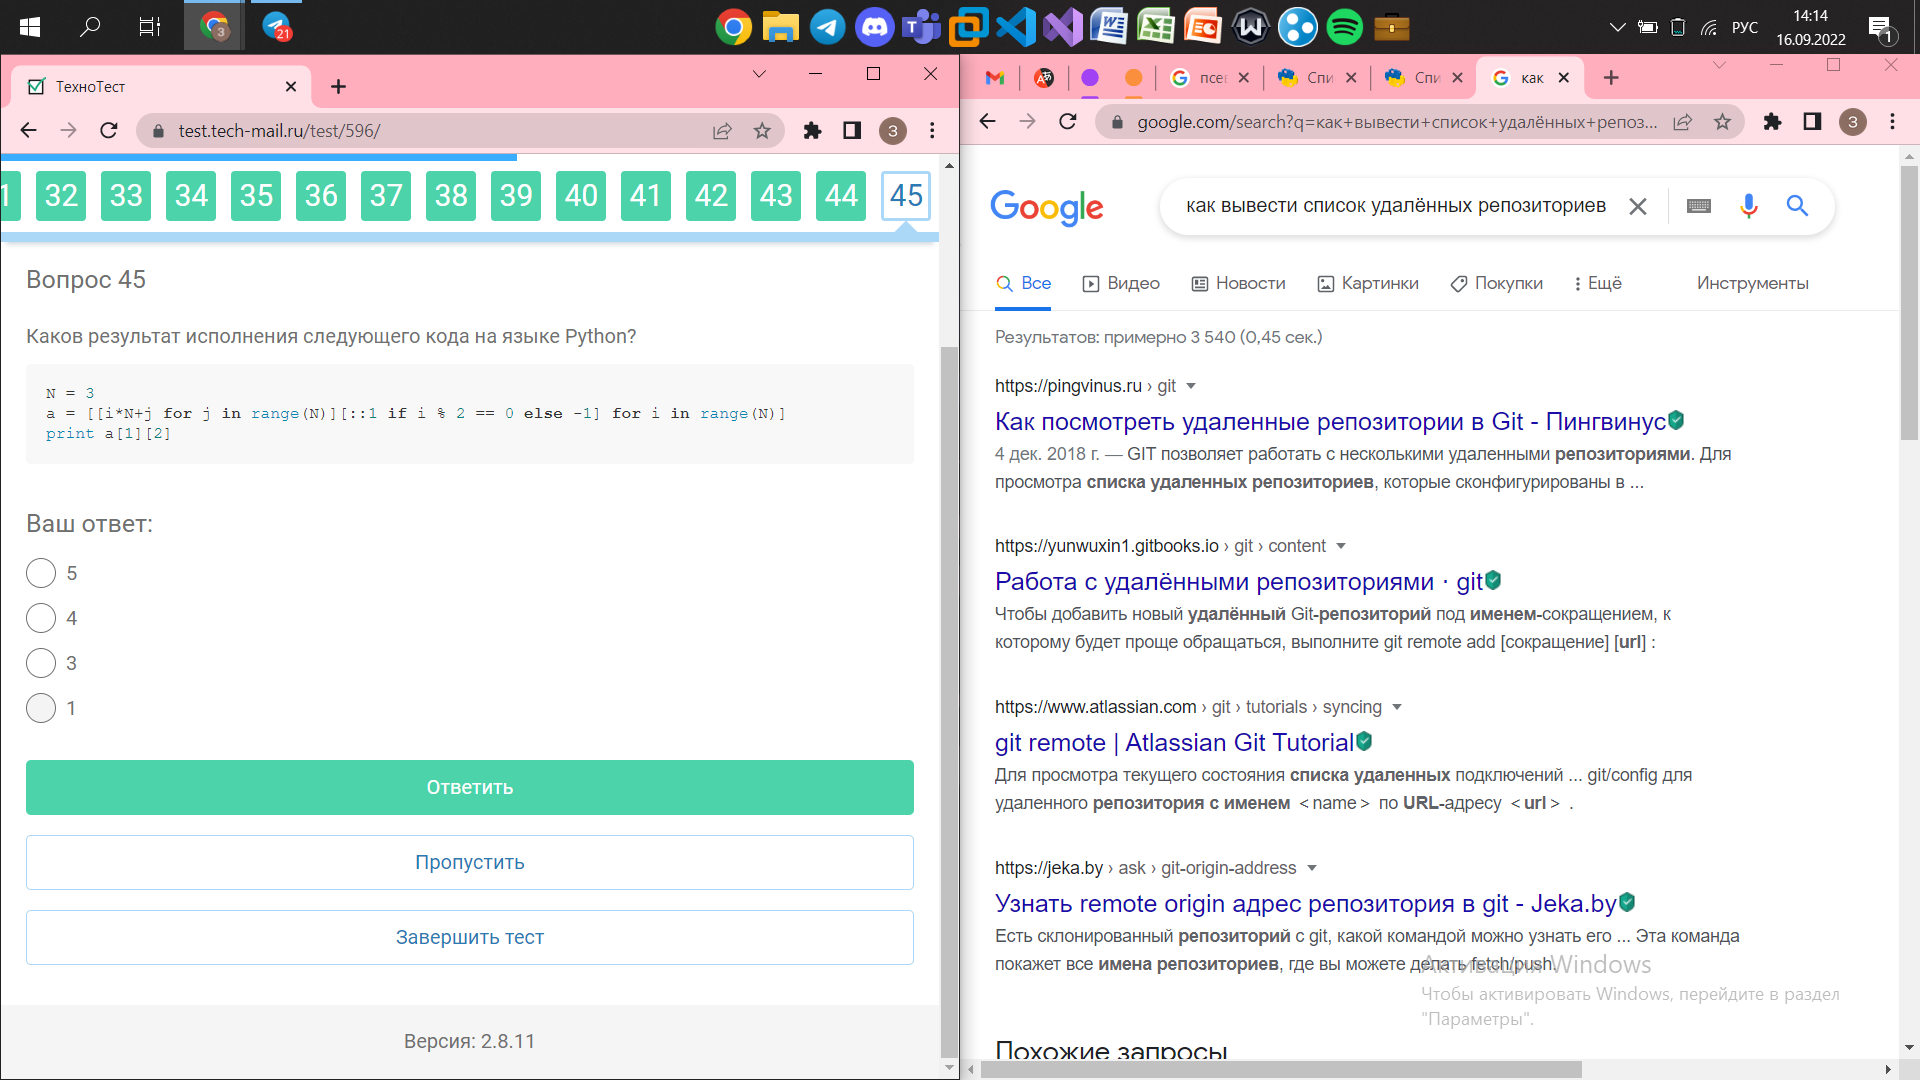 21
3
РУС
14:14
16.09.2022
1
ТехноТест
test.tech-mail.ru/test/596/
3
1 32 33 34 35 36 37 38 39 40 41 42 43 44 45
Вопрос 45
Каков результат исполнения следующего кода на языке Python?
N = 3
a = [[i*N+j for j in range(N)][::1 if i % 2 == 0 else -1] for i in range(N)]
print a[1][2]
Ваш ответ:
5
4
3
1
Ответить
Пропустить
Завершить тест
Версия: 2.8.11
псе
Спи
Спи
как
google.com/search?q=как+вывести+список+удалённых+репоз...
3
Google
как вывести список удалённых репозиториев
Все Видео Новости Картинки Покупки Ещё Инструменты
Результатов: примерно 3 540 (0,45 сек.)
https://pingvinus.ru › git
Как посмотреть удаленные репозитории в Git - Пингвинус
4 дек. 2018 г. — GIT позволяет работать с несколькими удаленными репозиториями. Для
просмотра списка удаленных репозиториев, которые сконфигурированы в ...
https://yunwuxin1.gitbooks.io › git › content
Работа с удалёнными репозиториями · git
Чтобы добавить новый удалённый Git-репозиторий под именем-сокращением, к
которому будет проще обращаться, выполните git remote add [сокращение] [url] :
https://www.atlassian.com › git › tutorials › syncing
git remote | Atlassian Git Tutorial
Для просмотра текущего состояния списка удаленных подключений ... git/config для
удаленного репозитория с именем <name> по URL-адресу <url> .
https://jeka.by › ask › git-origin-address
Узнать remote origin адрес репозитория в git - Jeka.by
Есть склонированный репозиторий с git, какой командой можно узнать его ... Эта команда
покажет все имена репозиториев, где вы можете делать fetch/push.
Активация Windows
Чтобы активировать Windows, перейдите в раздел
"Параметры".
Похожие запросы